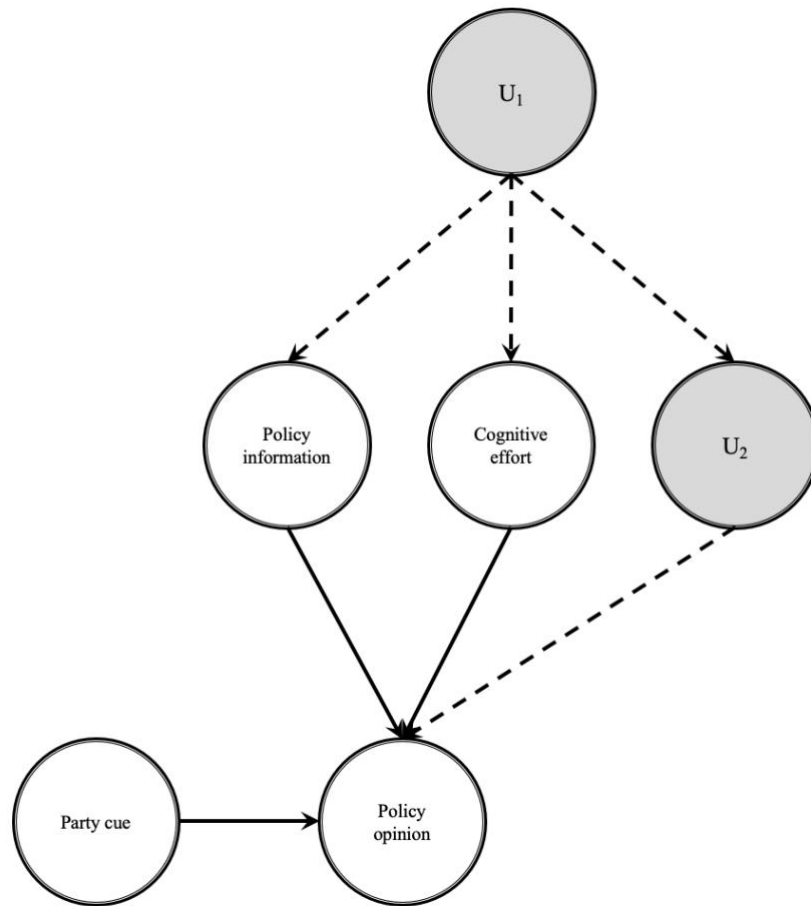 U₁
Policy
information
Cognitive
effort
U₂
Party cue
Policy
opinion